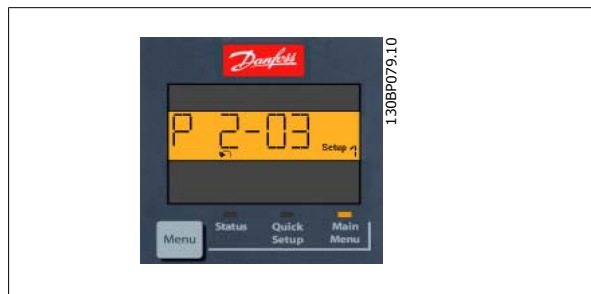 Danfoss
P 2-03
Setup 1
Status Quick Setup Main Menu
Menu
130BP079.10